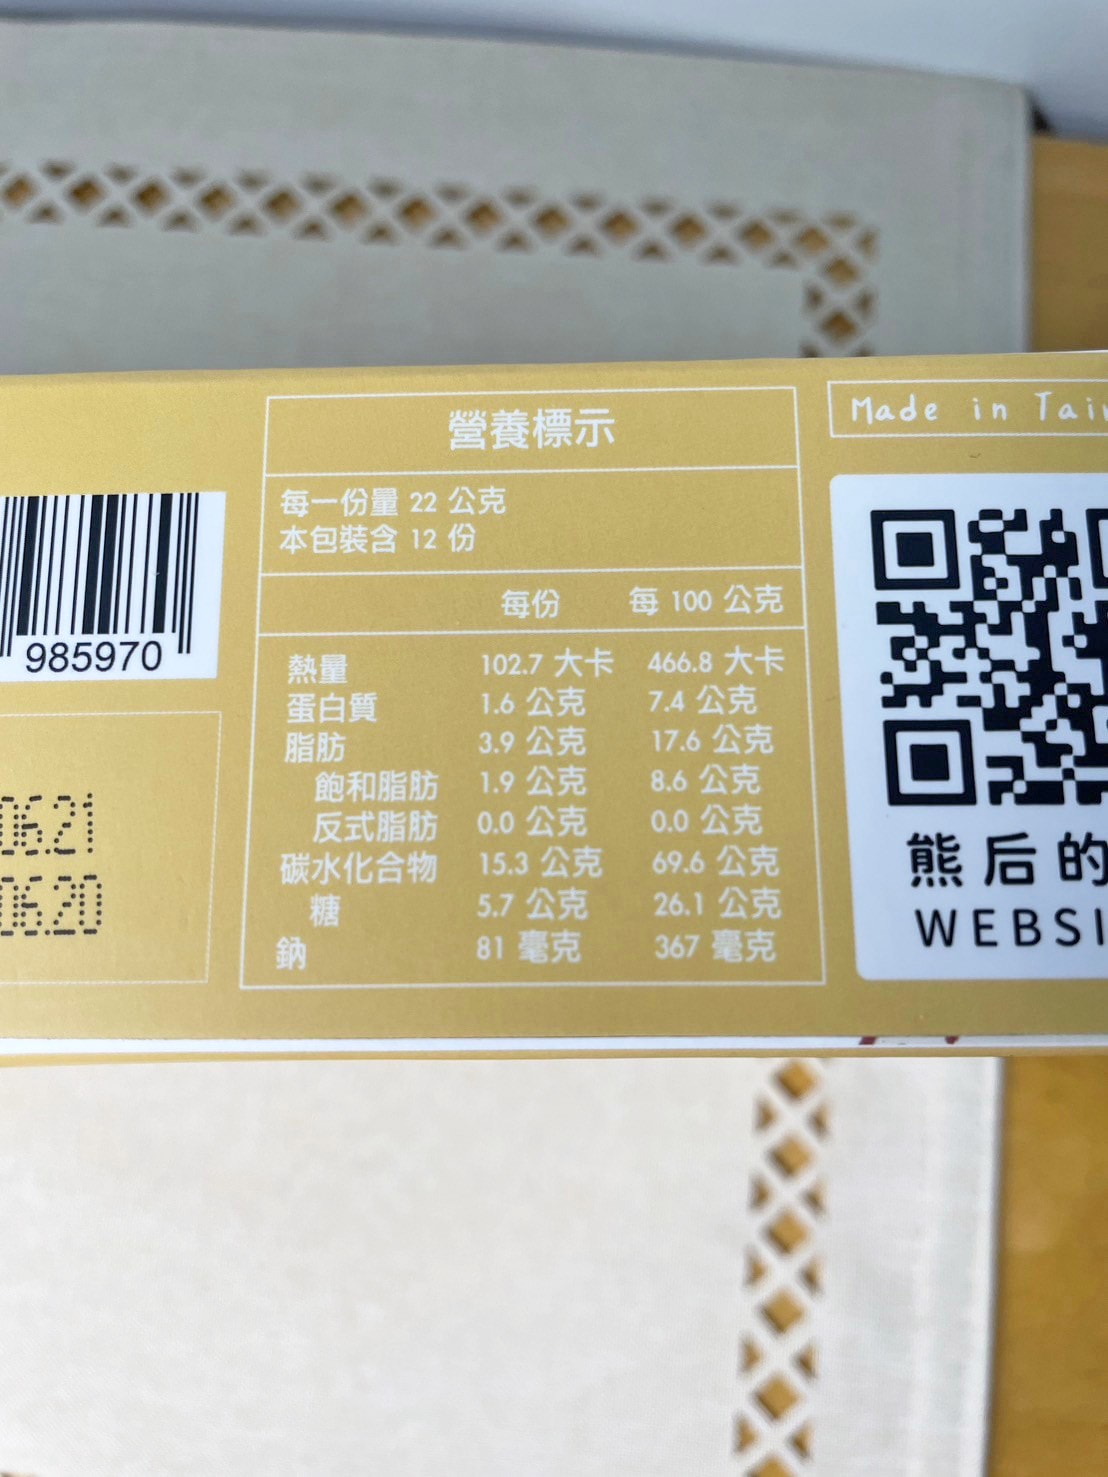 營養標示
每一份量 22 公克
本包裝含 12 份
每份 每 100 公克
熱量 102.7 大卡 466.8 大卡
蛋白質 1.6 公克 7.4 公克
脂肪 3.9 公克 17.6 公克
飽和脂肪 1.9 公克 8.6 公克
反式脂肪 0.0 公克 0.0 公克
碳水化合物 15.3 公克 69.6 公克
糖 5.7 公克 26.1 公克
鈉 81 毫克 367 毫克
985970
06.21
06.20
Made in Tai
熊后的
WEBSI